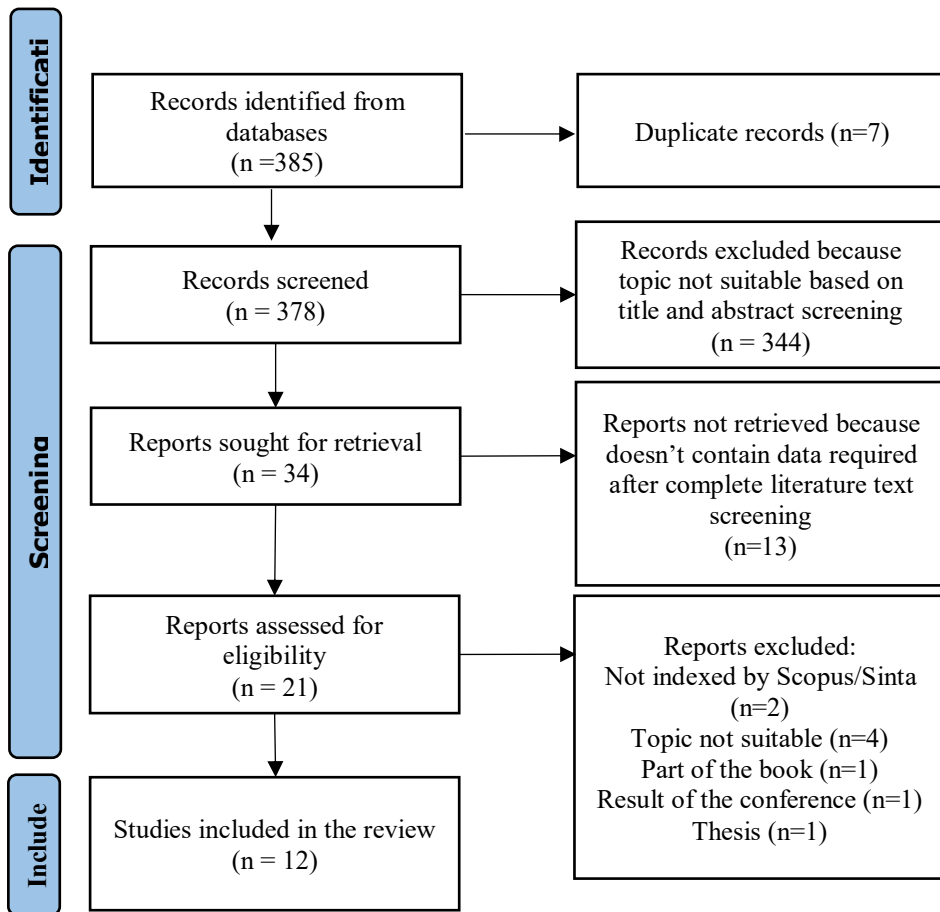 Identificati
Records identified from
databases
(n =385)
Duplicate records (n=7)
Screening
Records screened
(n = 378)
Records excluded because
topic not suitable based on
title and abstract screening
(n = 344)
Reports sought for retrieval
(n = 34)
Reports not retrieved because
doesn't contain data required
after complete literature text
screening
(n=13)
Reports assessed for
eligibility
(n = 21)
Reports excluded:
Not indexed by Scopus/Sinta
(n=2)
Topic not suitable (n=4)
Part of the book (n=1)
Result of the conference (n=1)
Thesis (n=1)
Include
Studies included in the review
(n = 12)